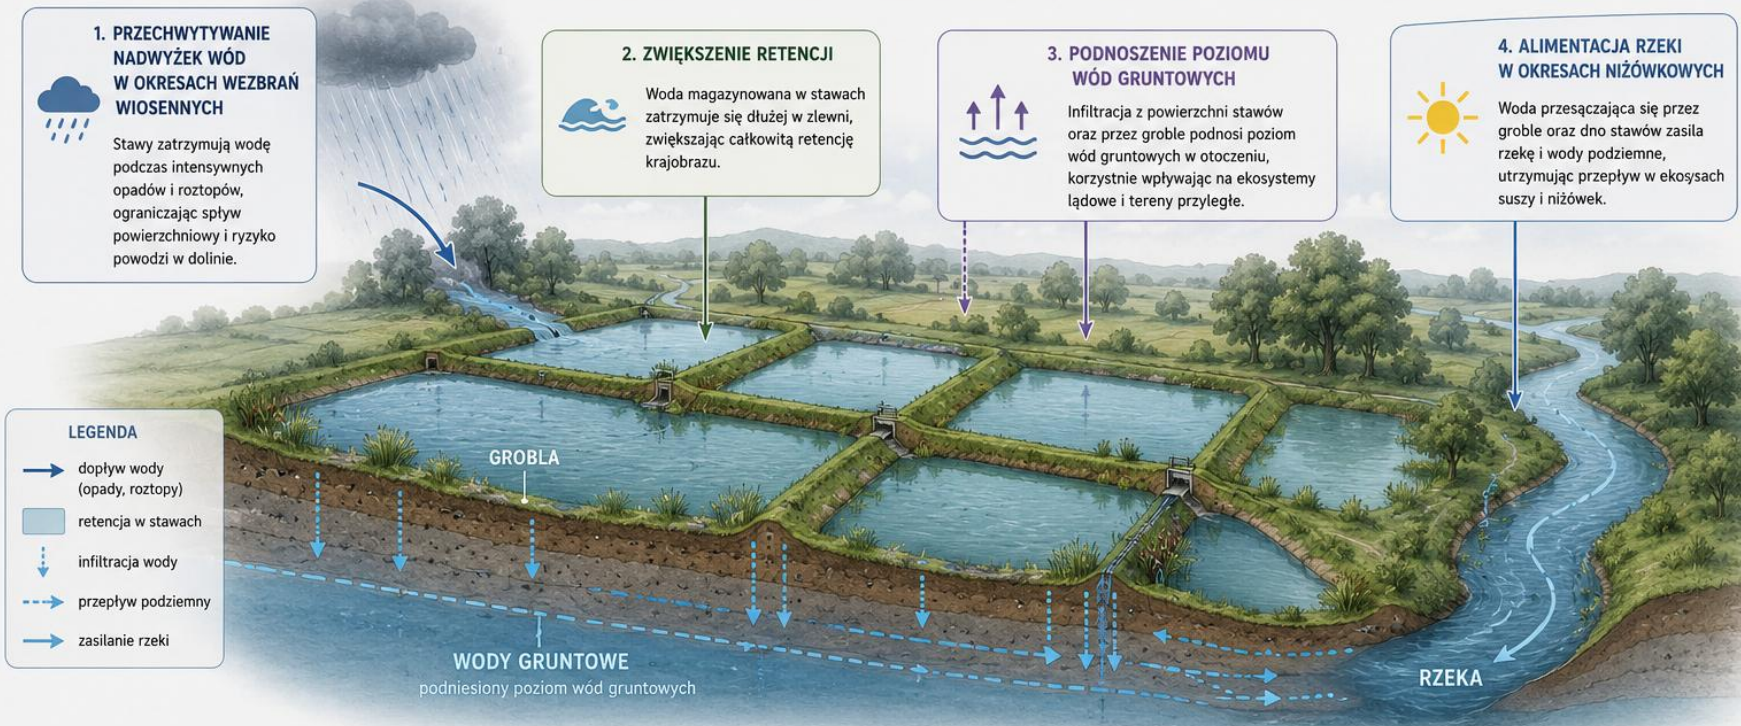 1. PRZECHWYTYWANIE
NADWYŻEK WÓD
W OKRESACH WEZBRAŃ
WIOSENNYCH
Stawy zatrzymują wodę
podczas intensywnych
opadów i roztopów,
ograniczając spływ
powierzchniowy i ryzyko
powodzi w dolinie.
2. ZWIĘKSZENIE RETENCJI
Woda magazynowana w stawach
zatrzymuje się dłużej w zlewni,
zwiększając całkowitą retencję
krajobrazu.
3. PODNOSZENIE POZIOMU
WÓD GRUNTOWYCH
Infiltracja z powierzchni stawów
oraz przez groble podnosi poziom
wód gruntowych w otoczeniu,
korzystnie wpływając na ekosystemy
lądowe i tereny przyległe.
4. ALIMENTACJA RZEKI
W OKRESACH NIŻÓWKOWYCH
Woda przesączająca się przez
groble oraz dno stawów zasila
rzekę i wody podziemne,
utrzymując przepływ w ekosysach
suszy i niżówek.
LEGENDA
dopływ wody
(opady, roztopy)
retencja w stawach
infiltracja wody
przepływ podziemny
zasilanie rzeki
GROBLA
WODY GRUNTOWE
podniesiony poziom wód gruntowych
RZEKA